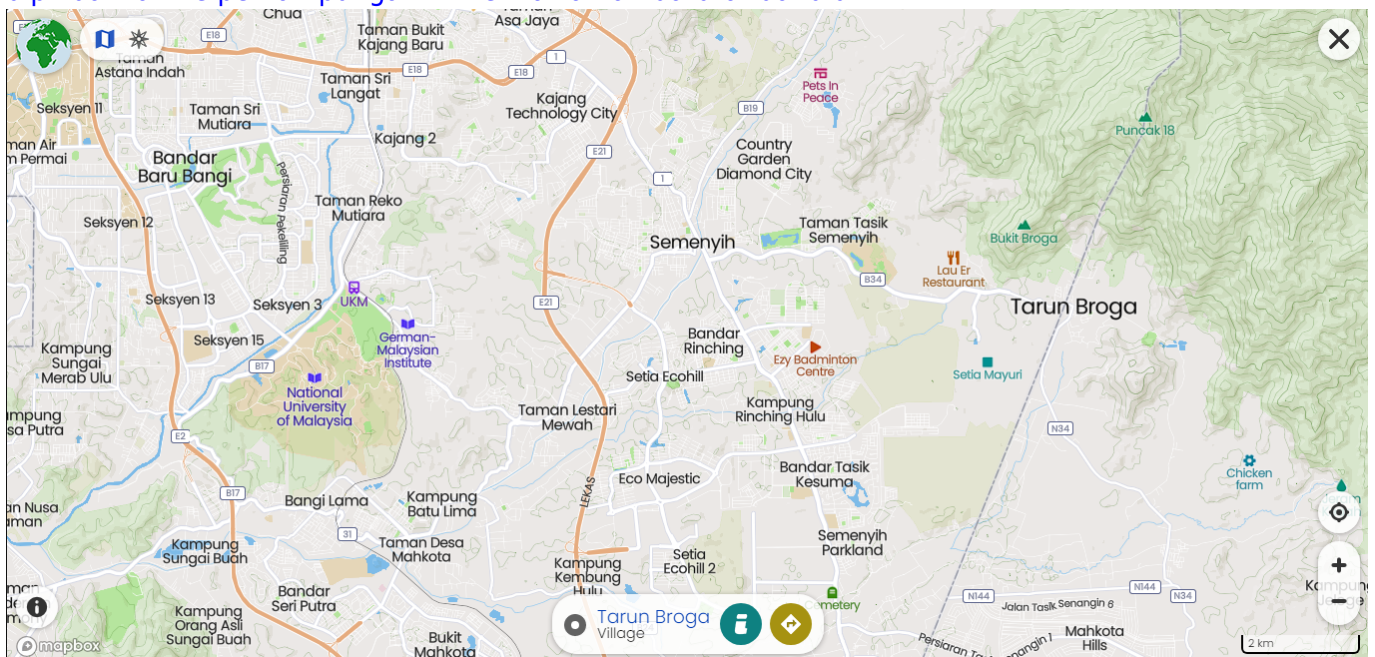 Chua
Taman
Asa Jaya
E18
Taman Bukit
Kajang Baru
1
Taman
Astana Indah
E18
E18
Taman Sri
Langat
Pets In
Peace
Seksyen 11
Taman Sri
Mutiara
Kajang
Technology City
B19
Puncak 18
Kajang 2
Bandar
Baru Bangi
E21
Country
Garden
Diamond City
1
Persiaran Pekeliling
Taman Reko
Mutiara
Seksyen 12
Taman Tasik
Semenyih
Semenyih
Bukit Broga
Lau Er
Restaurant
B34
UKM
Seksyen 13
Seksyen 3
E21
Tarun Broga
German-
Malaysian
Institute
Bandar
Rinching
Seksyen 15
Kampung
Sungai
Merab Ulu
Ezy Badminton
Centre
B17
Setia Ecohill
Setia Mayuri
National
University
of Malaysia
Taman Lestari
Mewah
Kampung
Rinching Hulu
E2
N34
Bandar Tasik
Kesuma
Eco Majestic
Chicken
farm
B17
LEKAS
Bangi Lama
Kampung
Batu Lima
31
Taman Desa
Mahkota
Semenyih
Parkland
Kampung
Sungai Buah
Setia
Ecohill 2
Kampung
Kembung
Hulu
Bandar
Seri Putra
N144
N144
N34
Jalan Tasik Senangin 6
Kampung
Orang Asli
Sungai Buah
Tarun Broga
Village
Bukit
Mahkota
Mahkota
Hills
2 km
mapbox